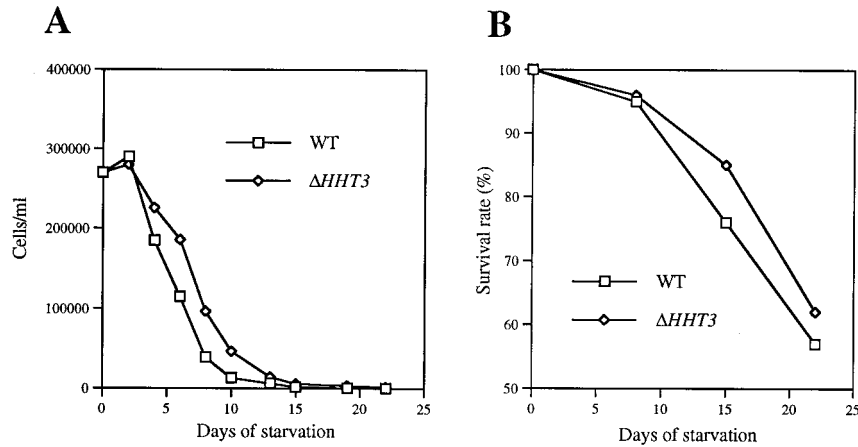 A
400000
300000
200000
100000
0
Cells/ml
0 5 10 15 20 25
Days of starvation
WT
ΔHHT3
B
100
90
80
70
60
50
Survival rate (%)
0 5 10 15 20 25
Days of starvation
WT
ΔHHT3